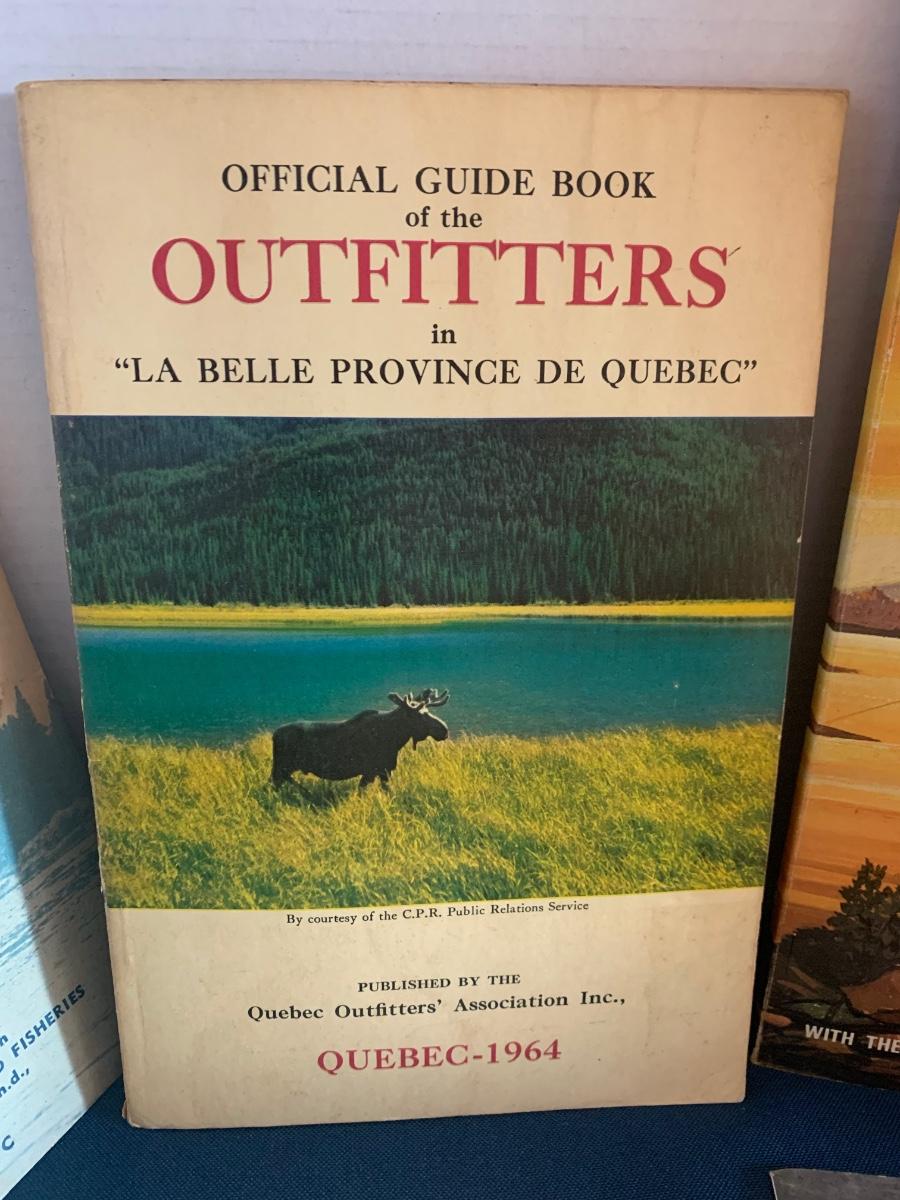 OFFICIAL GUIDE BOOK
of the
OUTFITTERS
in
“LA BELLE PROVINCE DE QUEBEC”
By courtesy of the C.P.R. Public Relations Service
PUBLISHED BY THE
Quebec Outfitters' Association Inc.,
QUEBEC-1964
FISHERIES
WITH THE